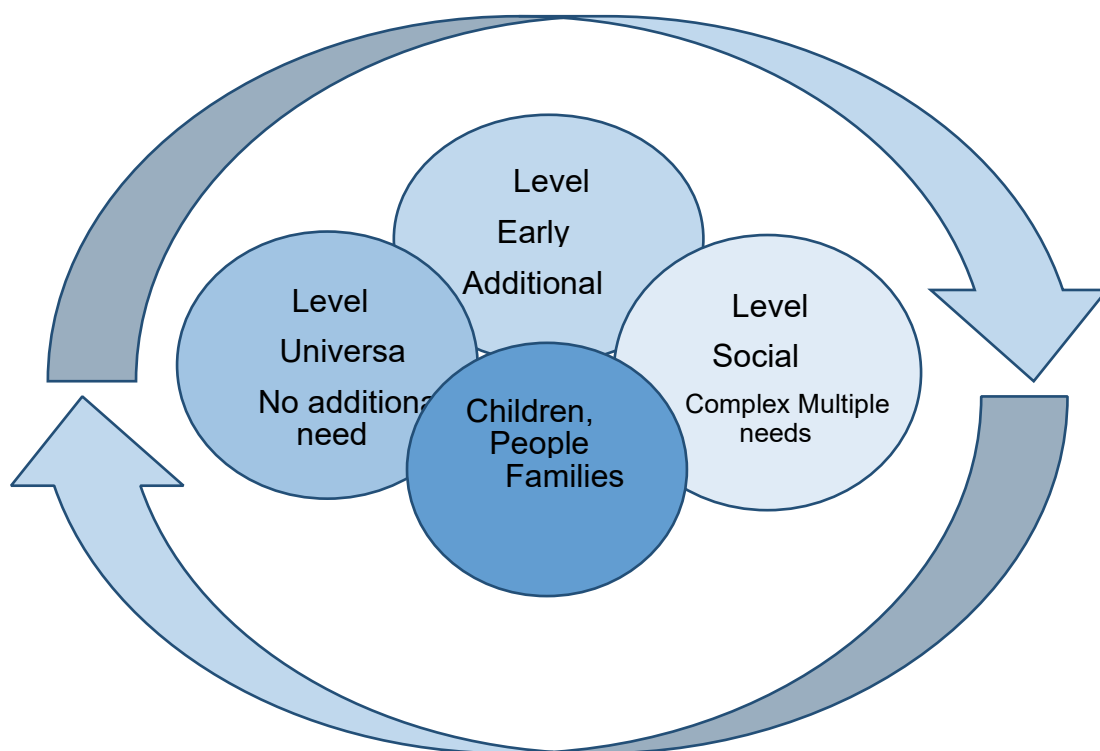 Level
Early
Additional
Level
Universa
No additiona
need
Level
Social
Complex Multiple
needs
Children,
People
Families